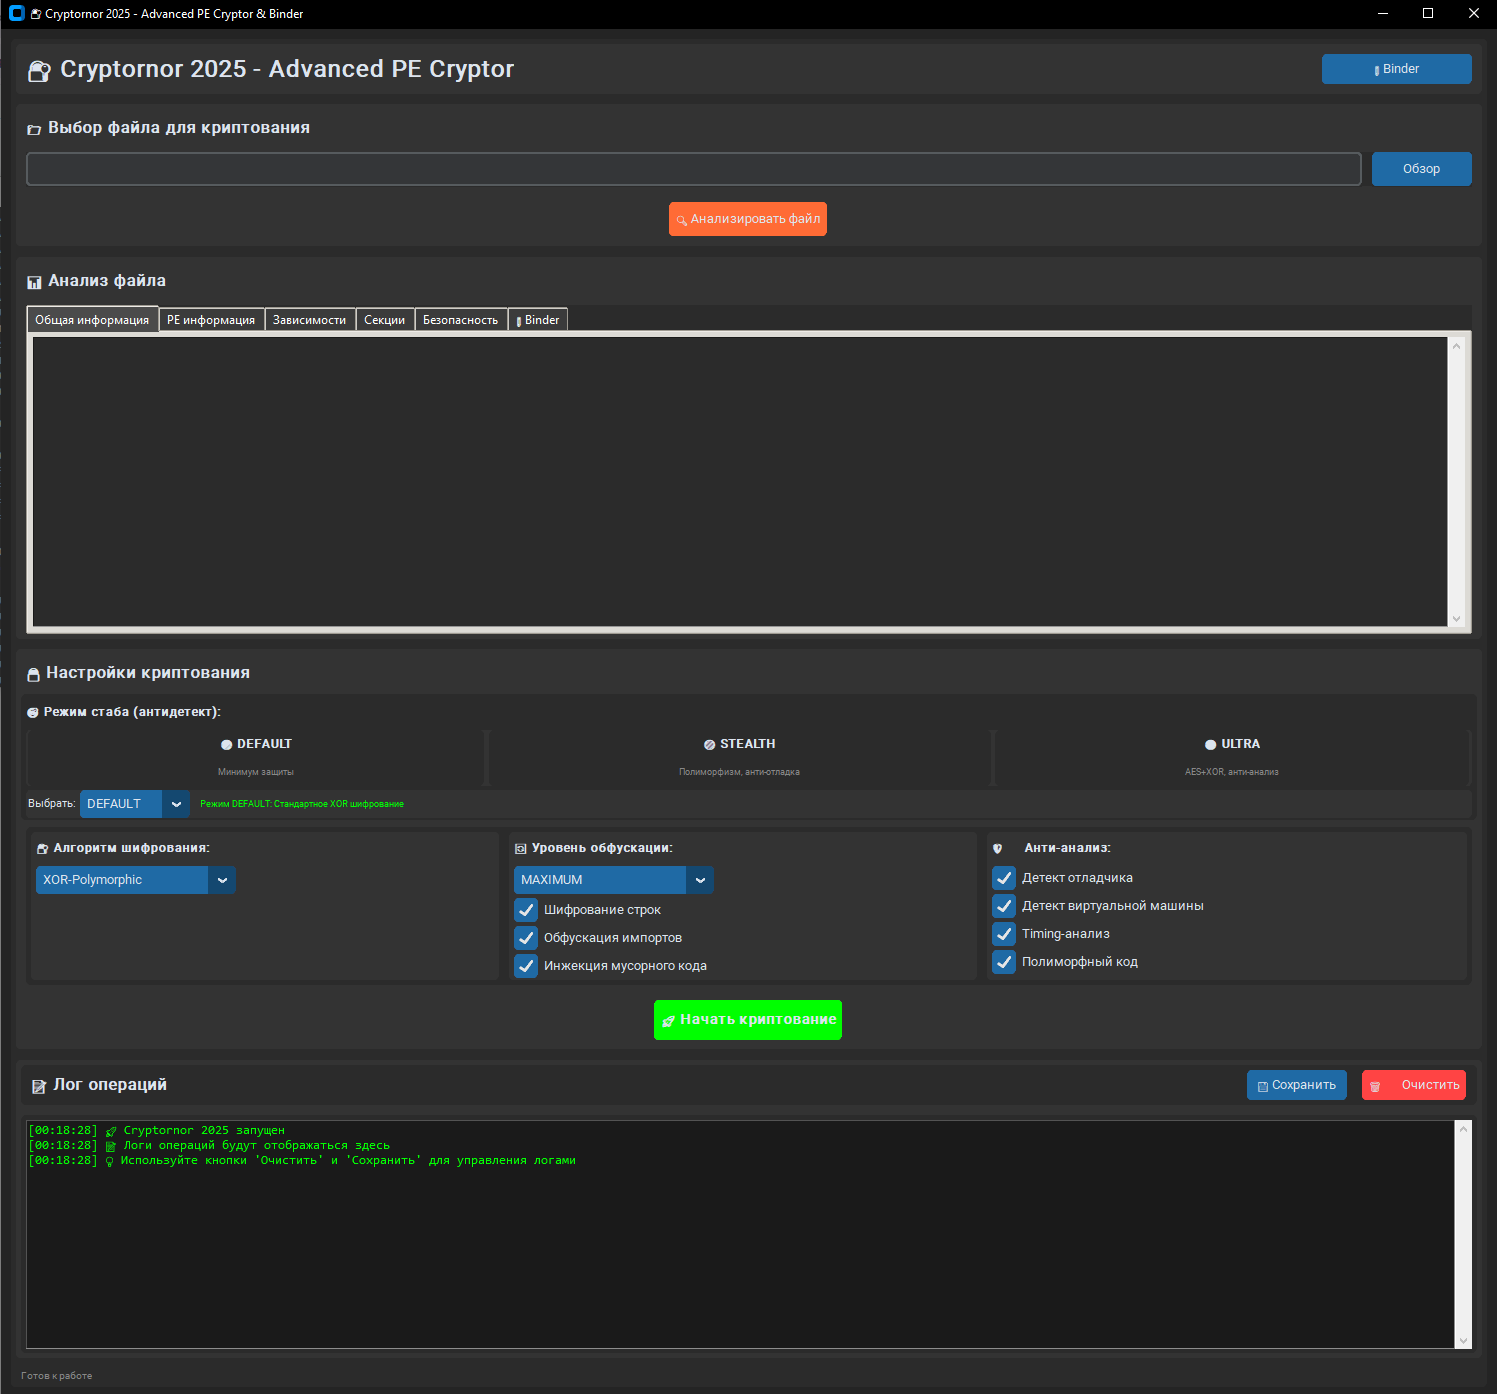 Cryptornor 2025 - Advanced PE Cryptor & Binder
Cryptornor 2025 - Advanced PE Cryptor
Binder
Выбор файла для криптования
Обзор
Анализировать файл
Анализ файла
Общая информация PE информация Зависимости Секции Безопасность Binder
Настройки криптования
Режим стаба (антидетект):
DEFAULT STEALTH ULTRA
Минимум защиты Полиморфизм, анти-отладка AES+XOR, анти-анализ
Выбрать: DEFAULT Режим DEFAULT: Стандартное XOR шифрование
Алгоритм шифрования:
XOR-Polymorphic
Уровень обфускации:
MAXIMUM
Шифрование строк
Обфускация импортов
Инжекция мусорного кода
Анти-анализ:
Детект отладчика
Детект виртуальной машины
Timing-анализ
Полиморфный код
Начать криптование
Лог операций
Сохранить
Очистить
[00:18:28] Cryptornor 2025 запущен
[00:18:28] Логи операций будут отображаться здесь
[00:18:28] Используйте кнопки 'Очистить' и 'Сохранить' для управления логами
Готов к работе